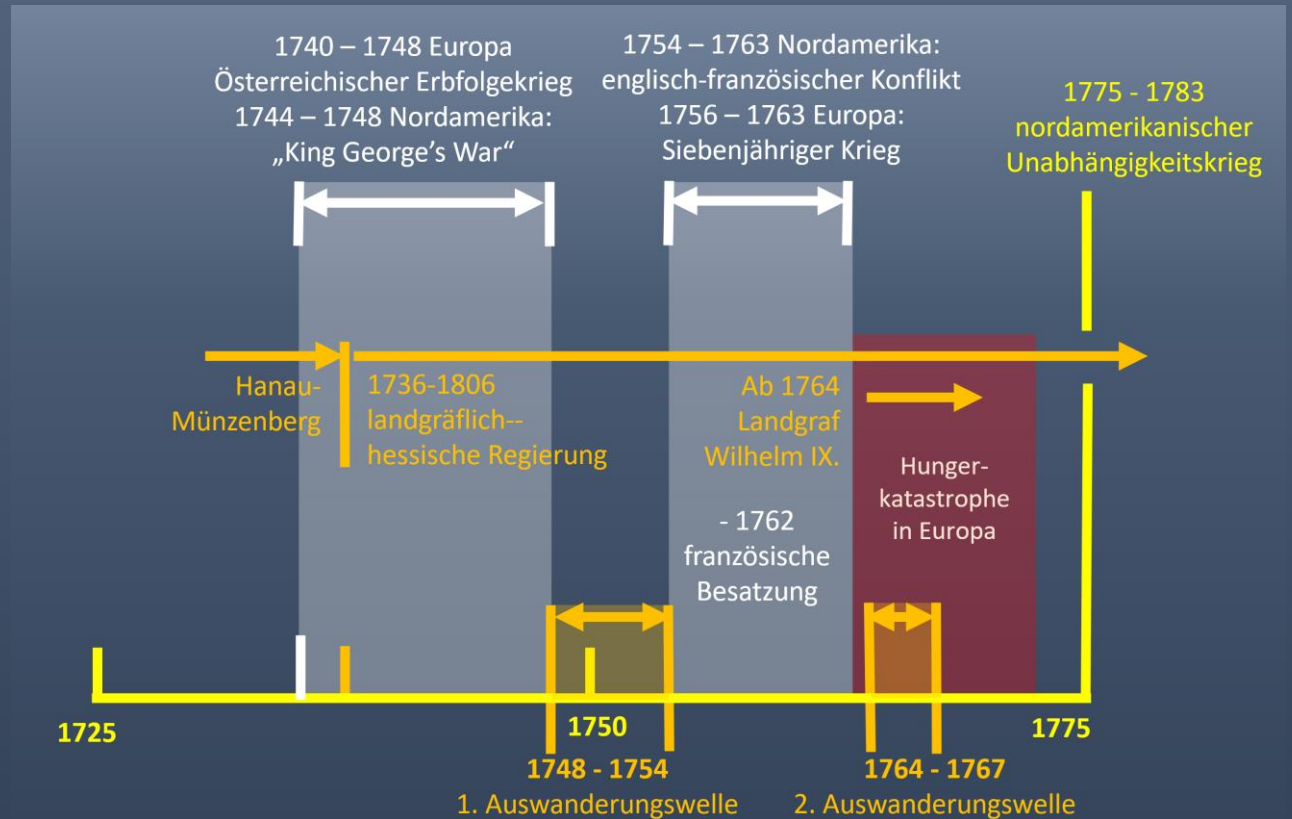 1740 – 1748 Europa
Österreichischer Erbfolgekrieg
1744 – 1748 Nordamerika:
„King George’s War“
1754 – 1763 Nordamerika:
englisch-französischer Konflikt
1756 – 1763 Europa:
Siebenjähriger Krieg
1775 - 1783
nordamerikanischer
Unabhängigkeitskrieg
Hanau-
Münzenberg
1736-1806
landgräflich--
hessische Regierung
Ab 1764
Landgraf
Wilhelm IX.
Hunger-
katastrophe
in Europa
- 1762
französische
Besatzung
1725
1750
1775
1748 - 1754
1. Auswanderungswelle
1764 - 1767
2. Auswanderungswelle